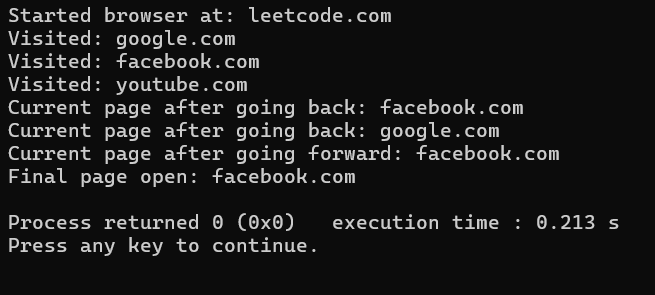 Started browser at: leetcode.com
Visited: google.com
Visited: facebook.com
Visited: youtube.com
Current page after going back: facebook.com
Current page after going back: google.com
Current page after going forward: facebook.com
Final page open: facebook.com
Process returned 0 (0x0)   execution time : 0.213 s
Press any key to continue.